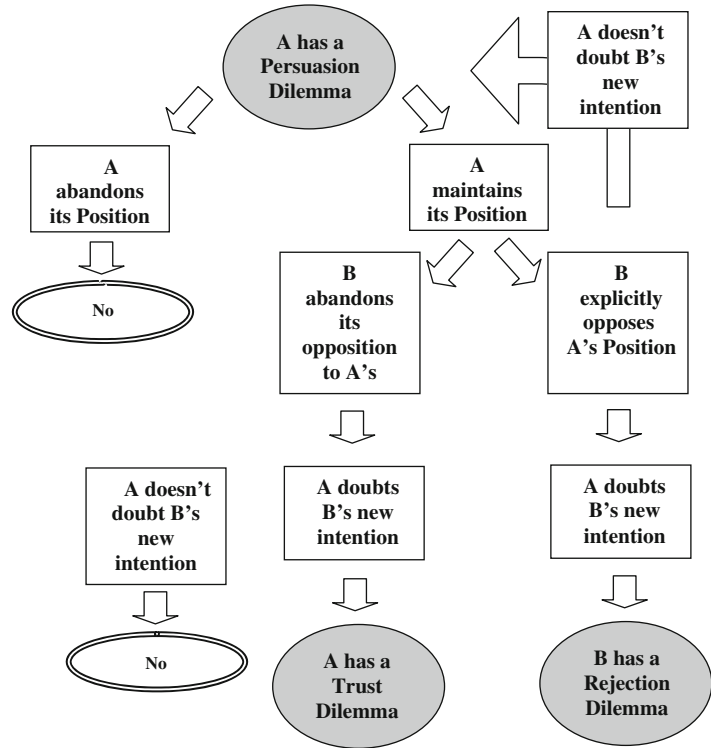 A has a
Persuasion
Dilemma
A doesn't
doubt B's
new
intention
A
abandons
its Position
A
maintains
its Position
No
B
abandons
its
opposition
to A's
B
explicitly
opposes
A's Position
A doesn't
doubt B's
new
intention
A doubts
B's new
intention
A doubts
B's new
intention
No
A has a
Trust
Dilemma
B has a
Rejection
Dilemma